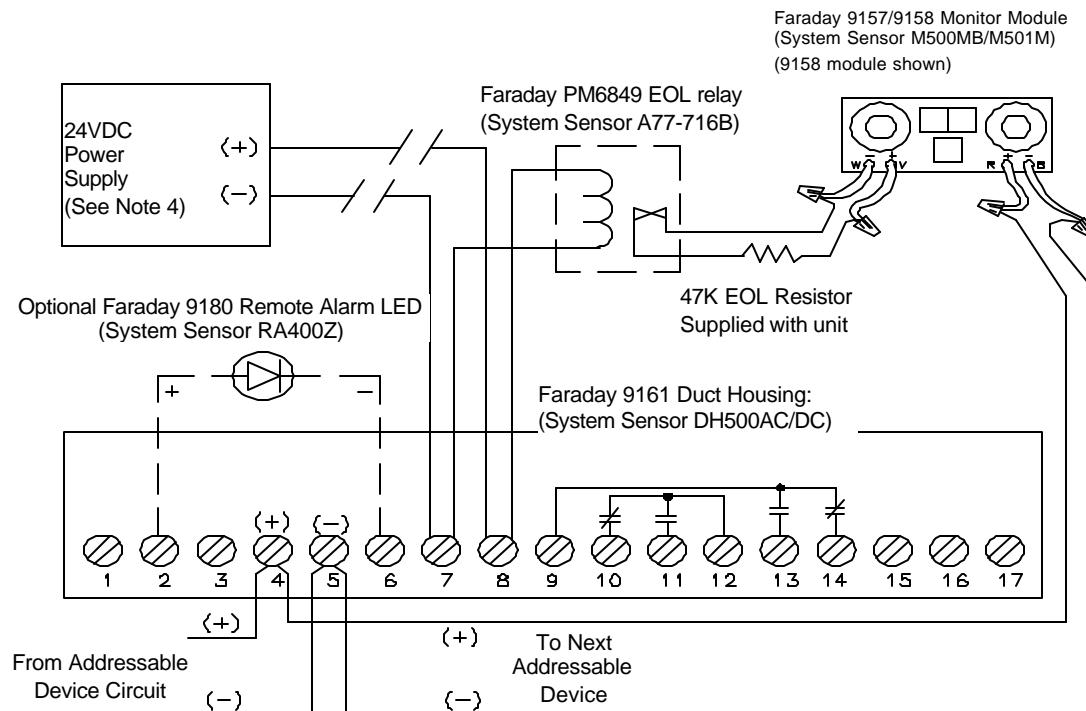 Faraday 9157/9158 Monitor Module
(System Sensor M500MB/M501M)
(9158 module shown)
Faraday PM6849 EOL relay
(System Sensor A77-716B)
24VDC
Power
Supply
(See Note 4)
(+)
(-)
W - + V
R + - B
47K EOL Resistor
Supplied with unit
Optional Faraday 9180 Remote Alarm LED
(System Sensor RA400Z)
+ -
Faraday 9161 Duct Housing:
(System Sensor DH500AC/DC)
(+) (-)
1 2 3 4 5 6 7 8 9 10 11 12 13 14 15 16 17
(+)
From Addressable
Device Circuit
(-)
(+)
To Next
Addressable
Device
(-)